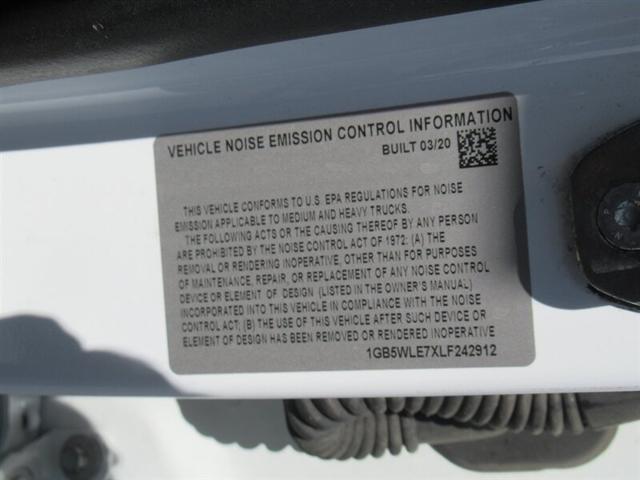 VEHICLE NOISE EMISSION CONTROL INFORMATION
BUILT 03/20
THIS VEHICLE CONFORMS TO U.S. EPA REGULATIONS FOR NOISE
EMISSION APPLICABLE TO MEDIUM AND HEAVY TRUCKS.
THE FOLLOWING ACTS OR THE CAUSING THEREOF BY ANY PERSON
ARE PROHIBITED BY THE NOISE CONTROL ACT OF 1972: (A) THE
REMOVAL OR RENDERING INOPERATIVE, OTHER THAN FOR PURPOSES
OF MAINTENANCE, REPAIR, OR REPLACEMENT OF ANY NOISE CONTROL
DEVICE OR ELEMENT OF DESIGN (LISTED IN THE OWNER'S MANUAL)
INCORPORATED INTO THIS VEHICLE IN COMPLIANCE WITH THE NOISE
CONTROL ACT; (B) THE USE OF THIS VEHICLE AFTER SUCH DEVICE OR
ELEMENT OF DESIGN HAS BEEN REMOVED OR RENDERED INOPERATIVE
1GB5WLE7XLF242912